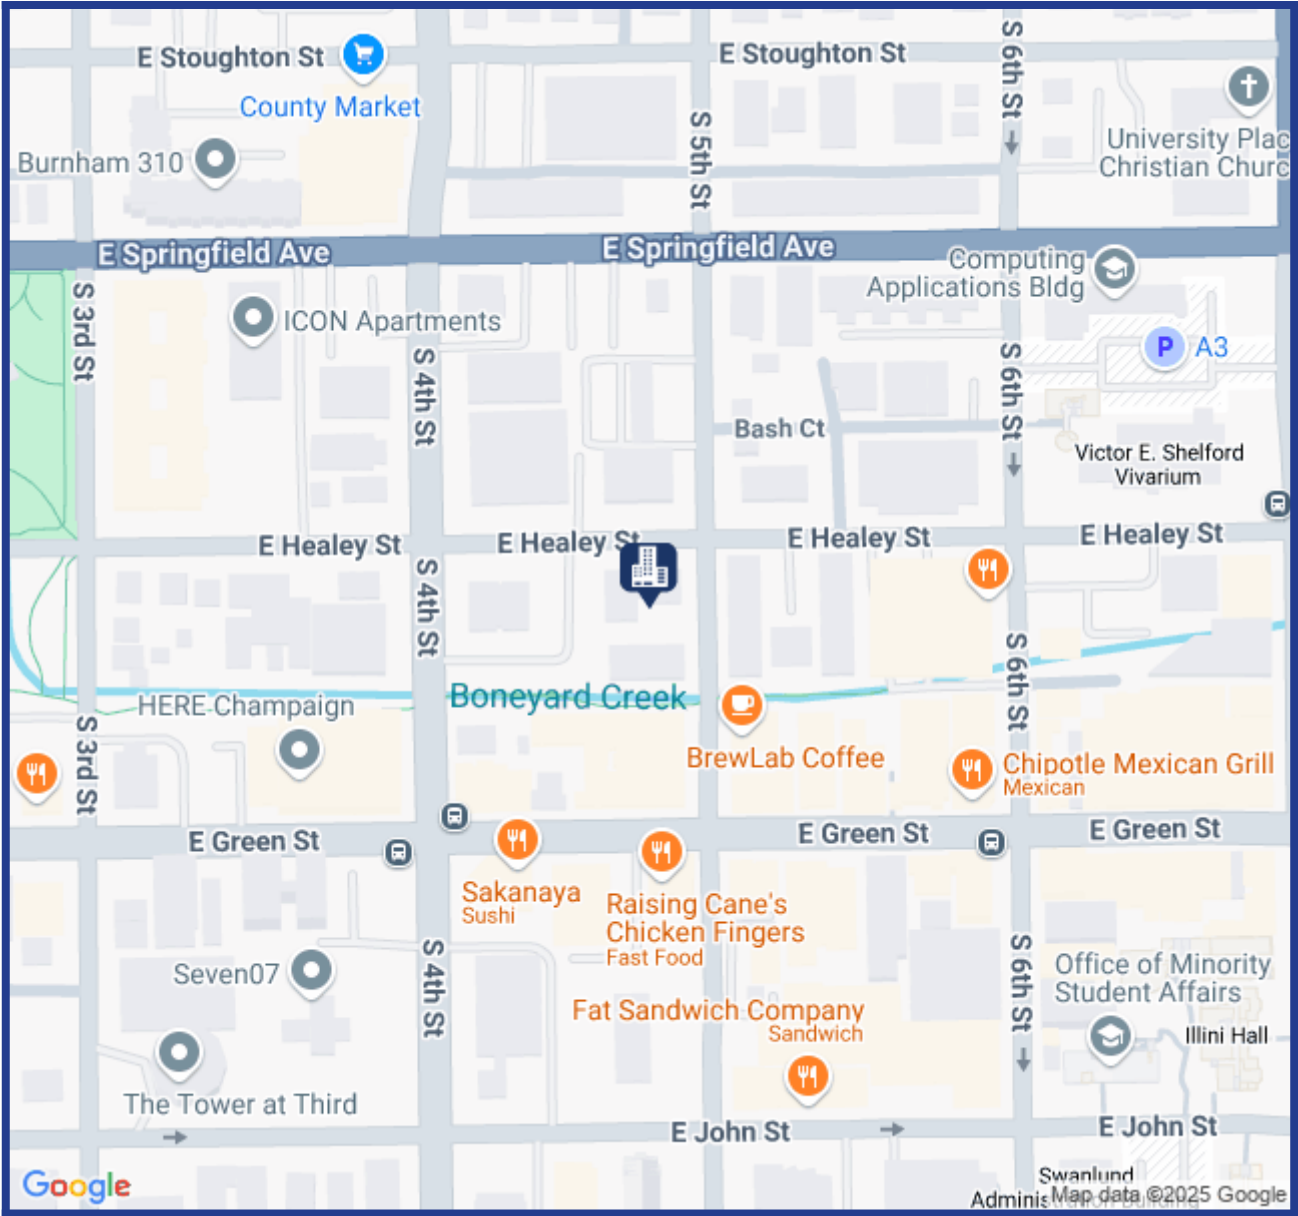 E Stoughton St
E Stoughton St
S 6th St
County Market
S 5th St
Burnham 310
University Plac
Christian Churc
E Springfield Ave
E Springfield Ave
Computing
Applications Bldg
S 3rd St
ICON Apartments
S 4th St
S 6th St
P
A3
Bash Ct
Victor E. Shelford
Vivarium
E Healey St
E Healey St
E Healey St
E Healey St
S 4th St
S 6th St
HERE Champaign
Boneyard Creek
S 3rd St
BrewLab Coffee
Chipotle Mexican Grill
Mexican
E Green St
E Green St
E Green St
Sakanaya
Sushi
Raising Cane's
Chicken Fingers
Fast Food
S 4th St
S 6th St
Seven07
Office of Minority
Student Affairs
Fat Sandwich Company
Sandwich
Illini Hall
The Tower at Third
E John St
E John St
Swanlund
Google
Map data ©2025 Google